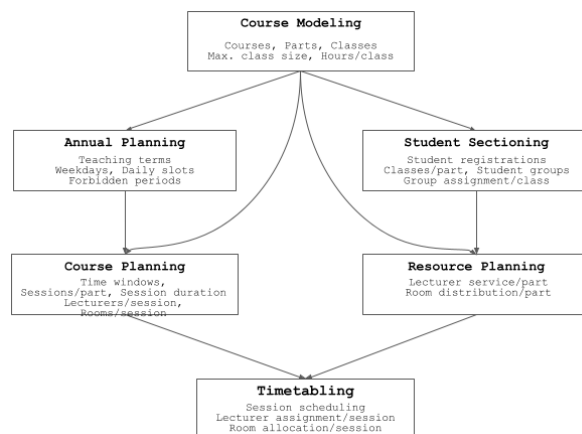 Course Modeling
Courses, Parts, Classes
Max. class size, Hours/class
Annual Planning
Teaching terms
Weekdays, Daily slots
Forbidden periods
Student Sectioning
Student registrations
Classes/part, Student groups
Group assignment/class
Course Planning
Time windows,
Sessions/part, Session duration
Lecturers/session,
Rooms/session
Resource Planning
Lecturer service/part
Room distribution/part
Timetabling
Session scheduling
Lecturer assignment/session
Room allocation/session